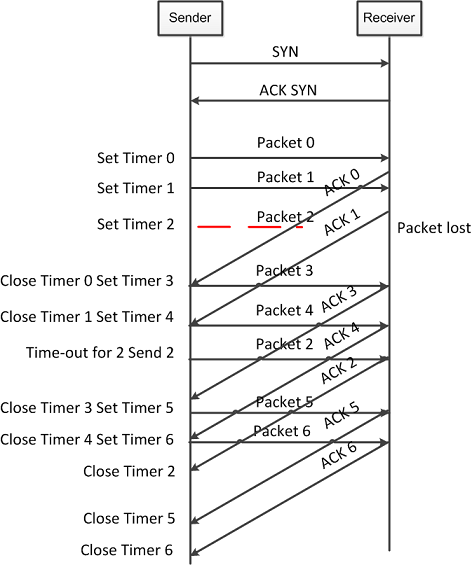 Sender
Receiver
SYN
ACK SYN
Packet 0
Set Timer 0
Packet 1
ACK 0
Set Timer 1
Packet 2
ACK 1
Set Timer 2
Packet lost
Packet 3
Close Timer 0 Set Timer 3
ACK 3
Packet 4
Close Timer 1 Set Timer 4
ACK 4
Packet 2
Time-out for 2 Send 2
ACK 2
Packet 5
Close Timer 3 Set Timer 5
ACK 5
Packet 6
Close Timer 4 Set Timer 6
ACK 6
Close Timer 2
Close Timer 5
Close Timer 6